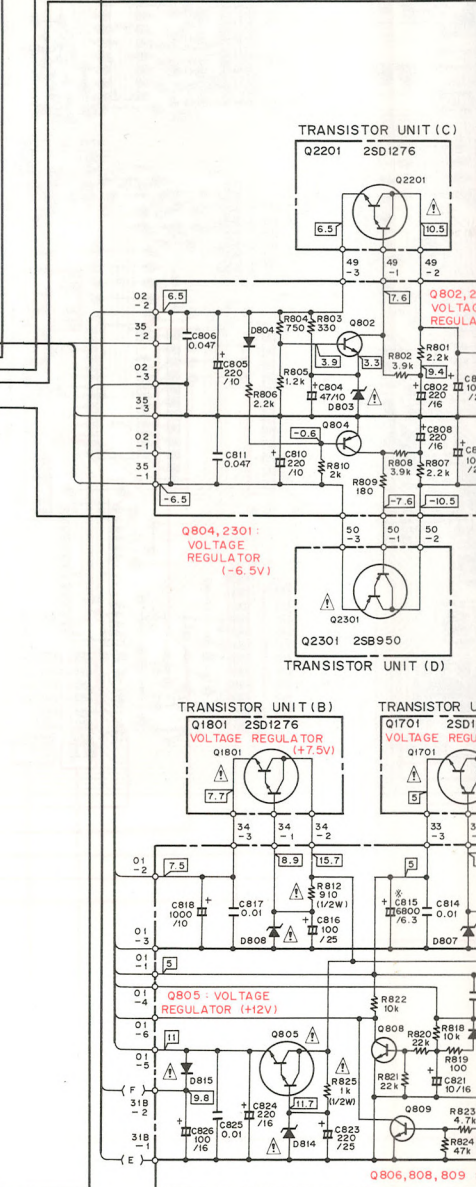 TRANSISTOR UNIT (C)
Q2201 2SD1276
Q2201
6.5
10.5
49 -3
49 -1
49 -2
02 -2
6.5
7.6
Q802, 2
VOLTAG
REGULA
35 -2
C806 0.047
D804
R804 750
R803 330
Q802
R801 2.2k
C805 220 /10
3.9
3.3
R802 3.9k
9.4
02 -3
R805 1.2k
R806 2.2k
C804 47/10
D803
C802 220 /16
35 -3
02 -1
-0.6
Q804
C808 220 /16
C811 0.047
C810 220 /10
R810 2k
R808 3.9k
R807 2.2k
35 -1
R809 180
-6.5
-7.6
-10.5
Q804, 2301 :
VOLTAGE
REGULATOR
(-6.5V)
50 -3
50 -1
50 -2
Q2301
Q2301 2SB950
TRANSISTOR UNIT (D)
TRANSISTOR UNIT (B)
TRANSISTOR U
Q1801 2SD1276
Q1701 2SD1
VOLTAGE REGULATOR
(+7.5V)
VOLTAGE REGU
Q1801
Q1701
7.7
5
34 -3
34 -1
34 -2
33 -3
01 -2
7.5
8.9
15.7
5
R812 910 (1/2W)
C818 1000 /10
C817 0.01
C816 100 /25
※ C815 6800 /6.3
C814 0.01
01 -3
D808
D807
01 -1
5
01 -4
Q805 : VOLTAGE
REGULATOR (+12V)
R822 10k
01 -6
11
Q805
Q808
R820 22k
R818 10k
R819 100
01 -5
D815
R825 1k (1/2W)
R821 22k
C821 10/16
(F)
9.8
11.7
31B -2
C826 100 /16
C825 0.01
C824 220 /16
D814
C823 220 /25
Q809
R823 4.7k
R824 47k
31B -1
(E)
Q806, 808, 809